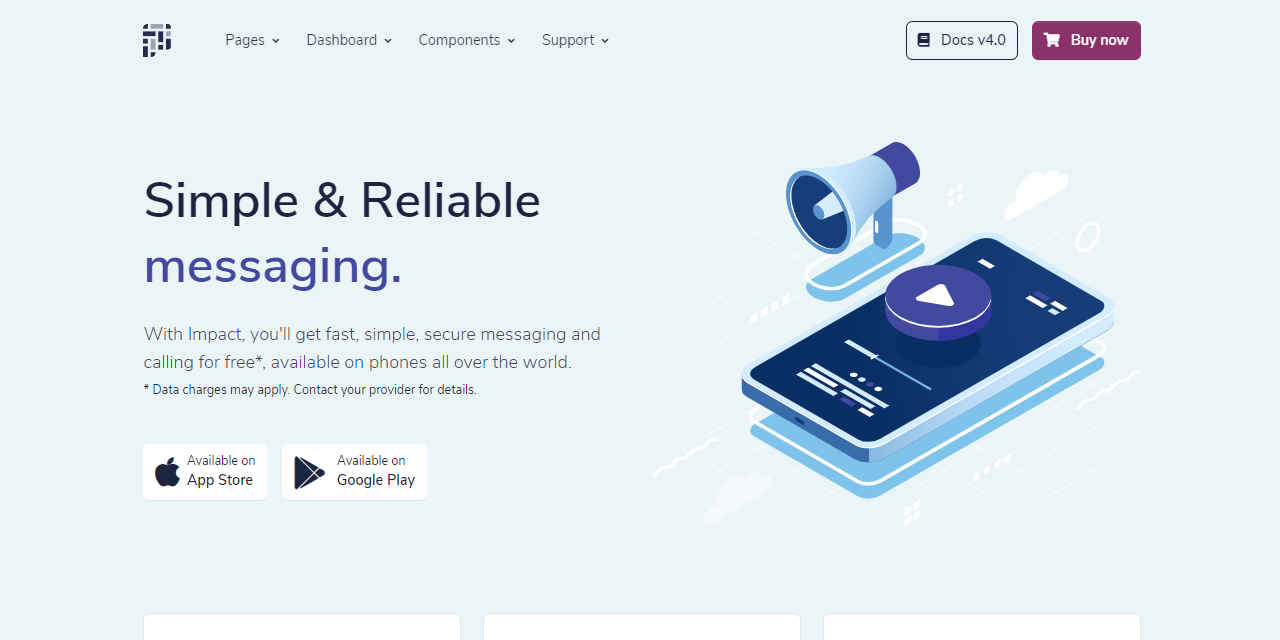 Pages
Dashboard
Components
Support
Docs v4.0
Buy now
Simple & Reliable
messaging.
With Impact, you'll get fast, simple, secure messaging and
calling for free*, available on phones all over the world.
* Data charges may apply. Contact your provider for details.
Available on
App Store
Available on
Google Play